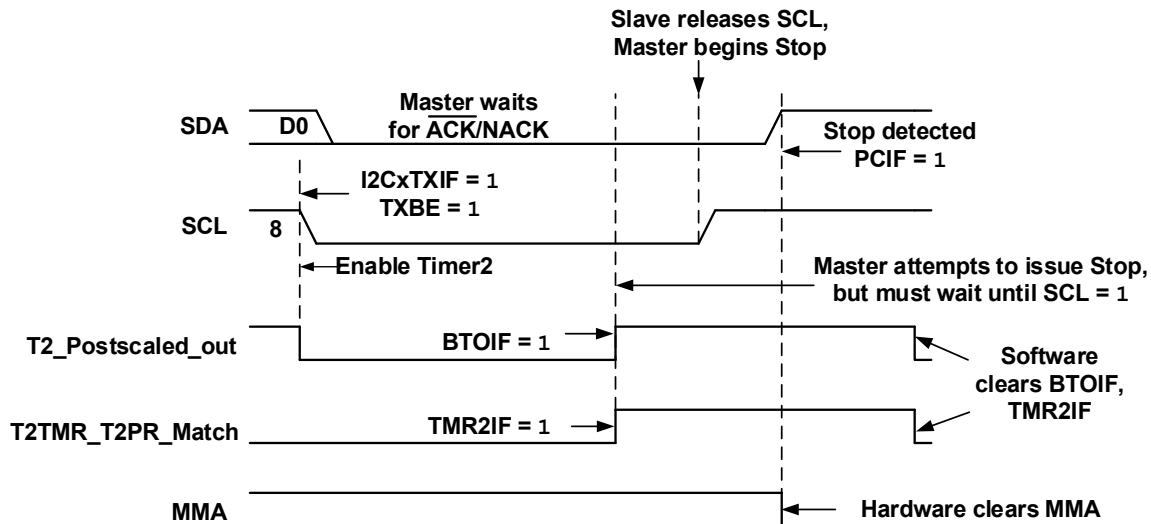 Slave releases SCL,
Master begins Stop
SDA
D0
Master waits
for ACK/NACK
Stop detected
PCIF = 1
I2CxTXIF = 1
TXBE = 1
SCL
8
Enable Timer2
Master attempts to issue Stop,
but must wait until SCL = 1
T2_Postscaled_out
BTOIF = 1
Software
clears BTOIF,
TMR2IF
T2TMR_T2PR_Match
TMR2IF = 1
MMA
Hardware clears MMA